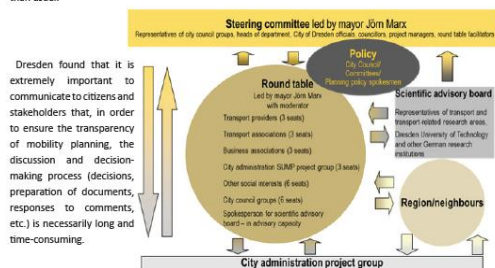 Steering committee led by mayor Jörn Marx
Representatives of city council groups, heads of department, City of Dresden officials, councillors, project managers, round table facilitators
Dresden found that it is
extremely important to
communicate to citizens and
stakeholders that, in order
to ensure the transparency
of mobility planning, the
discussion and decision-
making process (decisions,
preparation of documents,
responses to comments,
etc.) is necessarily long and
time-consuming.
Policy
City Council/
Committees/
Planning policy spokesmen
Round table
Led by mayor Jörn Marx
with moderator
Transport providers (3 seats)
Transport associations (3 seats)
Business associations (3 seats)
City administration SUMP project group (3 seats)
Other social interests (6 seats)
City council groups (6 seats)
Spokesperson for scientific advisory
board – in advisory capacity
Scientific advisory board
Representatives of transport and
transport-related research areas,
Dresden University of Technology
and other German research
institutions
Region/neighbours
City administration project group